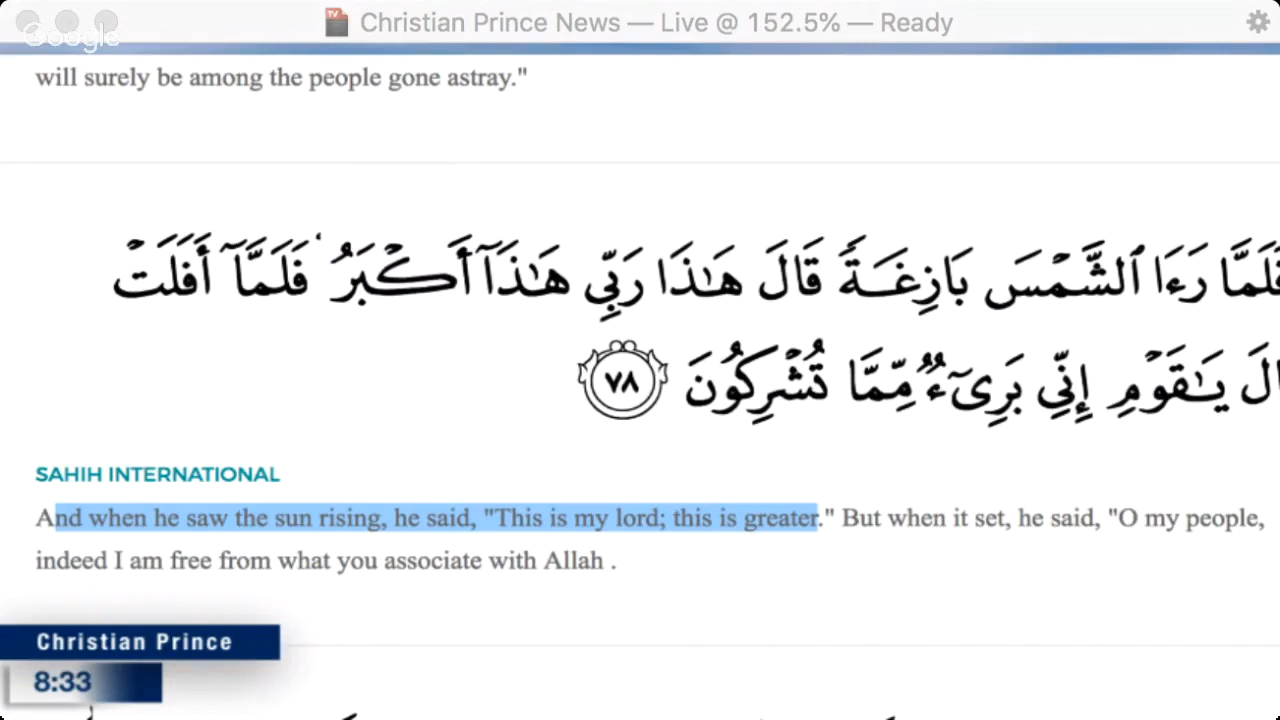 Christian Prince News — Live @ 152.5% — Ready
Google
will surely be among the people gone astray."
فَلَمَّا رَءَا ٱلشَّمْسَ بَازِغَةً قَالَ هَـٰذَا رَبِّى هَـٰذَآ أَكْبَرُ ۖ فَلَمَّآ أَفَلَتْ
الَ يَـٰقَوْمِ إِنِّى بَرِىٓءٌ مِّمَّا تُشْرِكُونَ ٧٨
SAHIH INTERNATIONAL
And when he saw the sun rising, he said, "This is my lord; this is greater." But when it set, he said, "O my people,
indeed I am free from what you associate with Allah .
Christian Prince
8:33